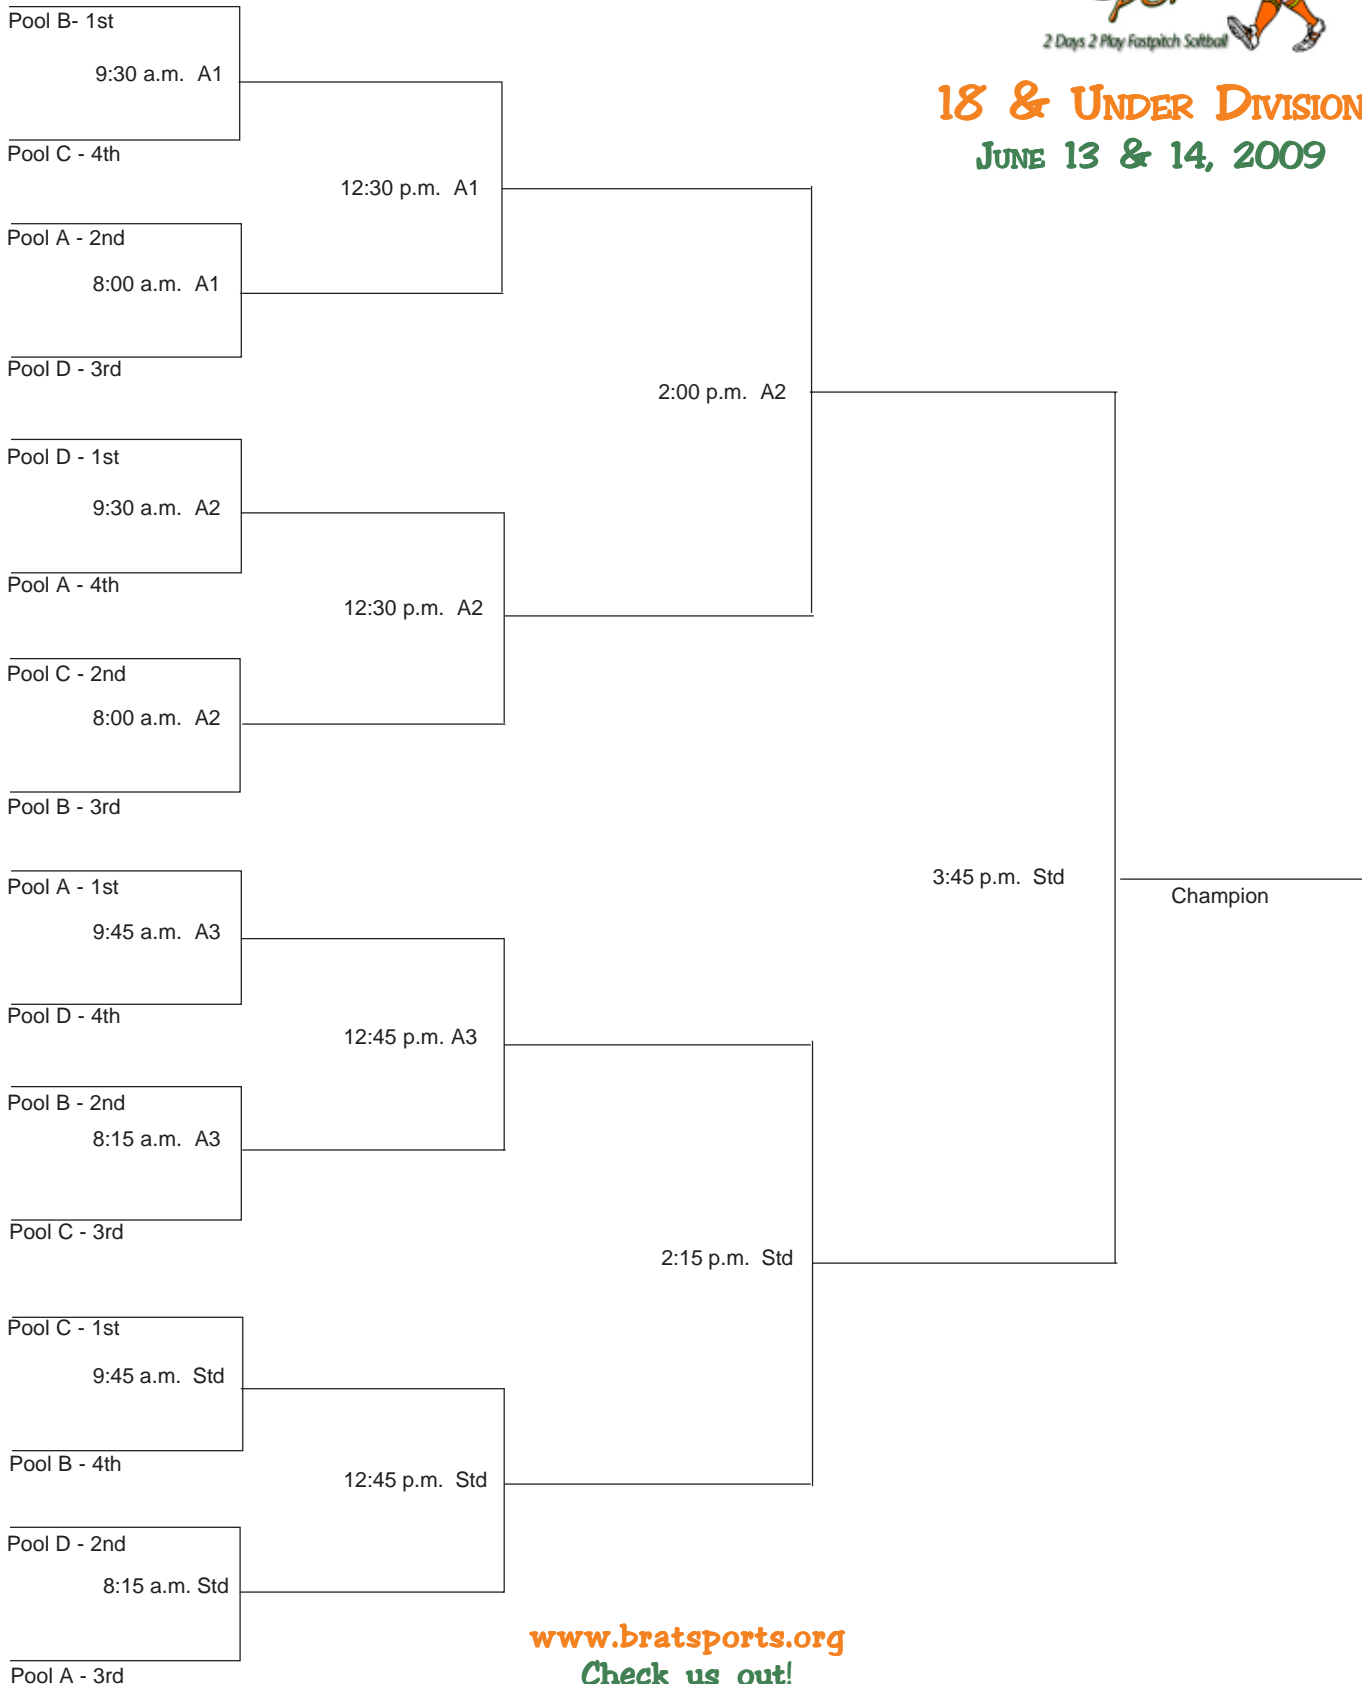 2 Days 2 Play Fastpitch Softball
18 & Under Division
June 13 & 14, 2009
Pool B- 1st
9:30 a.m. A1
Pool C - 4th
12:30 p.m. A1
Pool A - 2nd
8:00 a.m. A1
Pool D - 3rd
2:00 p.m. A2
Pool D - 1st
9:30 a.m. A2
Pool A - 4th
12:30 p.m. A2
Pool C - 2nd
8:00 a.m. A2
Pool B - 3rd
3:45 p.m. Std
Champion
Pool A - 1st
9:45 a.m. A3
Pool D - 4th
12:45 p.m. A3
Pool B - 2nd
8:15 a.m. A3
Pool C - 3rd
2:15 p.m. Std
Pool C - 1st
9:45 a.m. Std
Pool B - 4th
12:45 p.m. Std
Pool D - 2nd
8:15 a.m. Std
Pool A - 3rd
www.bratsports.org
Check us out!